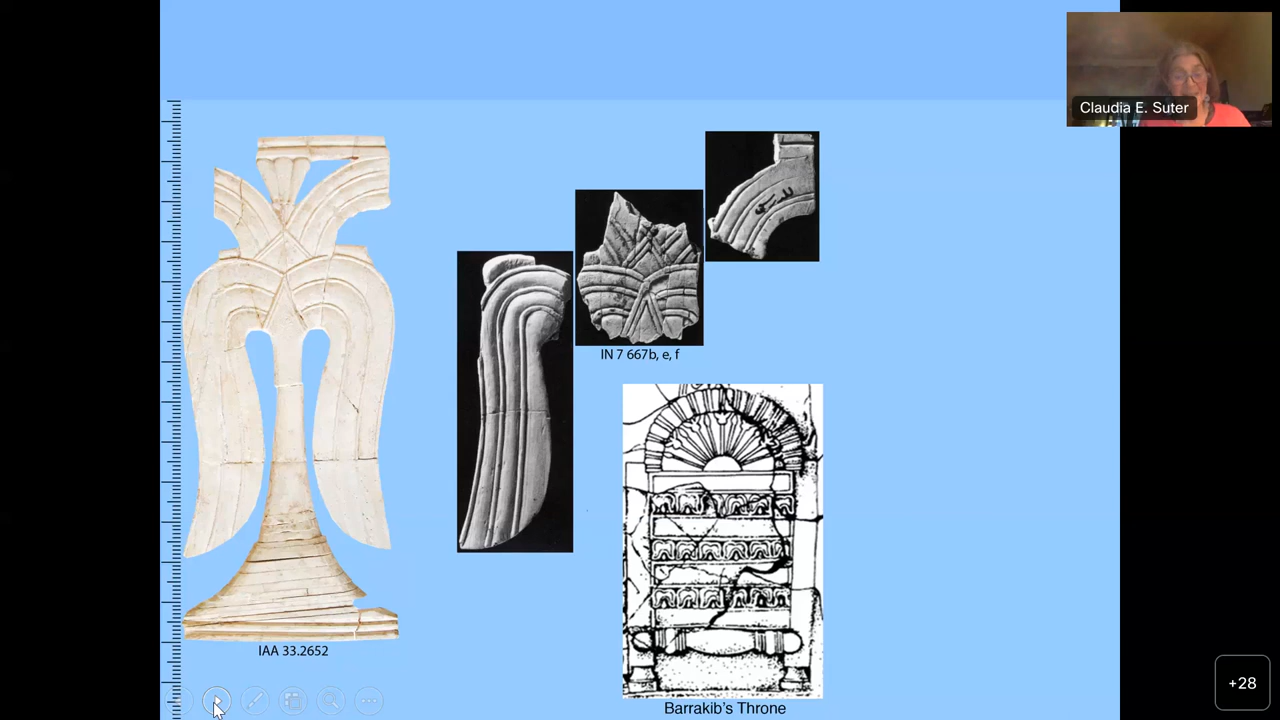 Claudia E. Suter
IN 7 667b, e, f
IAA 33.2652
Barrakib's Throne
+28